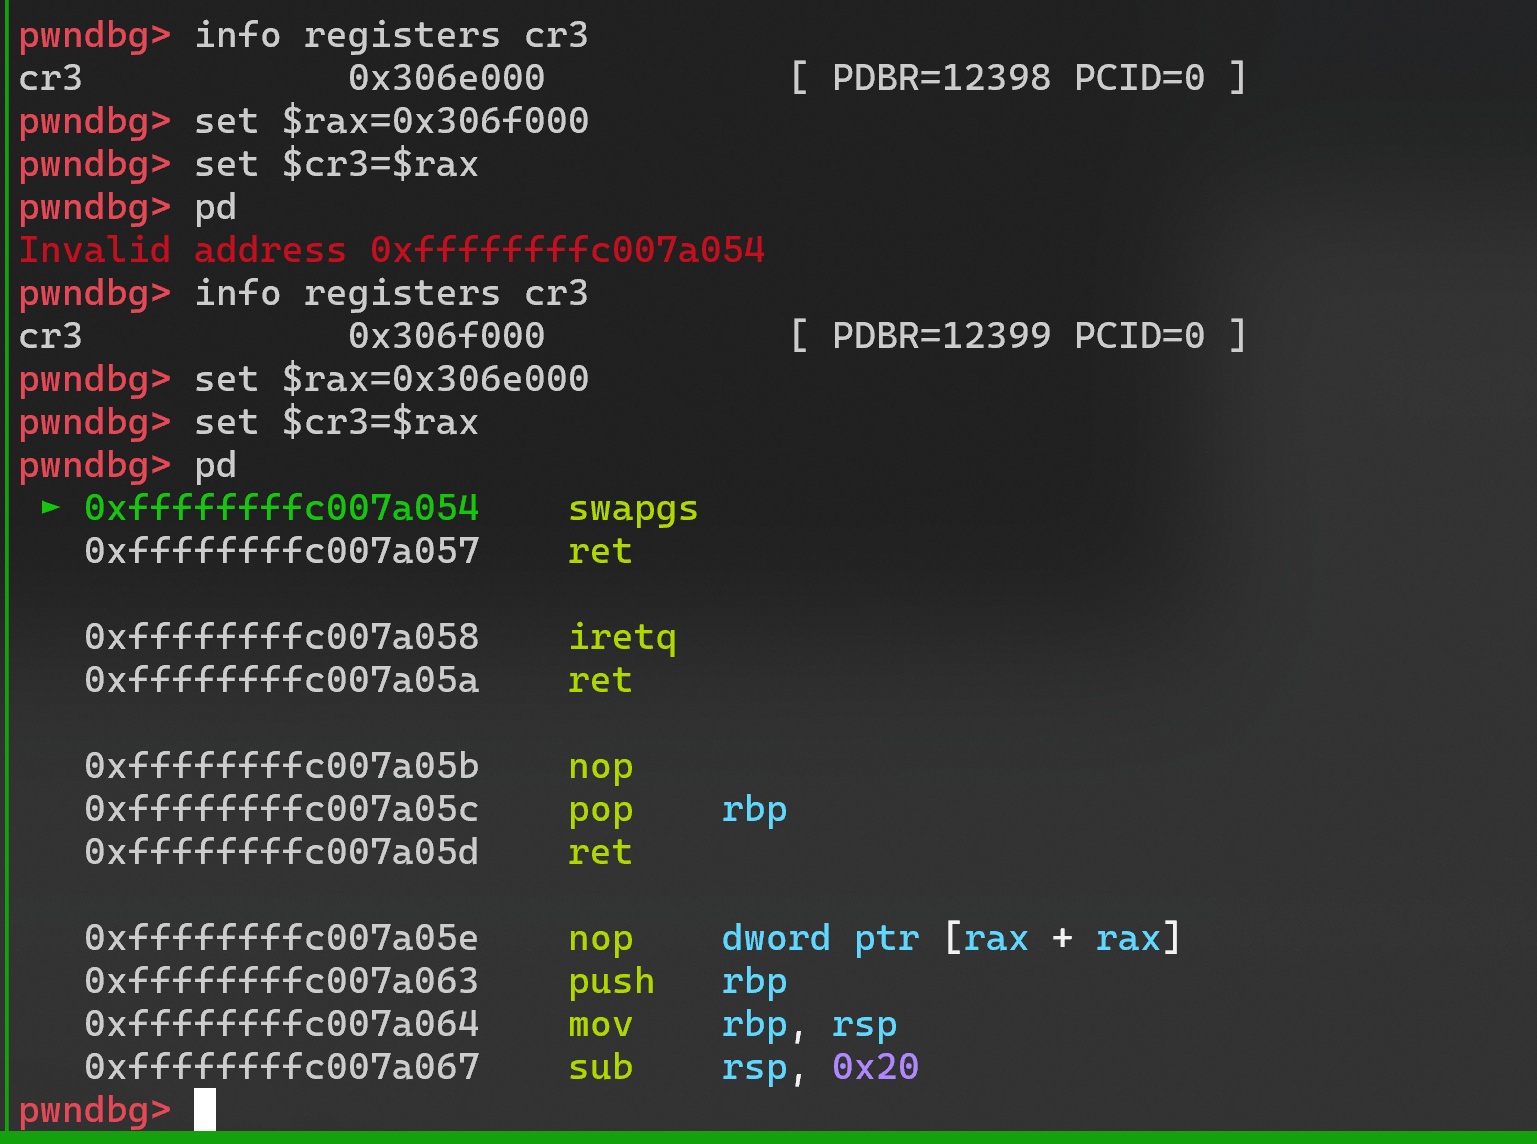 pwndbg> info registers cr3
cr3 0x306e000 [ PDBR=12398 PCID=0 ]
pwndbg> set $rax=0x306f000
pwndbg> set $cr3=$rax
pwndbg> pd
Invalid address 0xffffffffc007a054
pwndbg> info registers cr3
cr3 0x306f000 [ PDBR=12399 PCID=0 ]
pwndbg> set $rax=0x306e000
pwndbg> set $cr3=$rax
pwndbg> pd
► 0xffffffffc007a054 swapgs
0xffffffffc007a057 ret
0xffffffffc007a058 iretq
0xffffffffc007a05a ret
0xffffffffc007a05b nop
0xffffffffc007a05c pop rbp
0xffffffffc007a05d ret
0xffffffffc007a05e nop dword ptr [rax + rax]
0xffffffffc007a063 push rbp
0xffffffffc007a064 mov rbp, rsp
0xffffffffc007a067 sub rsp, 0x20
pwndbg>